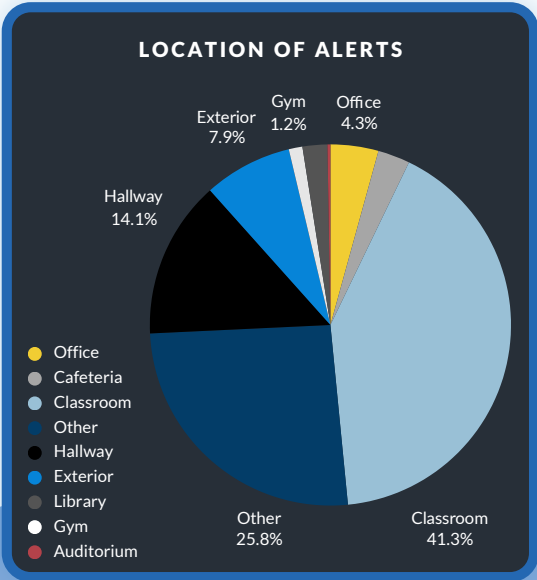 LOCATION OF ALERTS
Gym
1.2%
Office
4.3%
Exterior
7.9%
Hallway
14.1%
Office
Cafeteria
Classroom
Other
Hallway
Exterior
Library
Gym
Auditorium
Other
25.8%
Classroom
41.3%